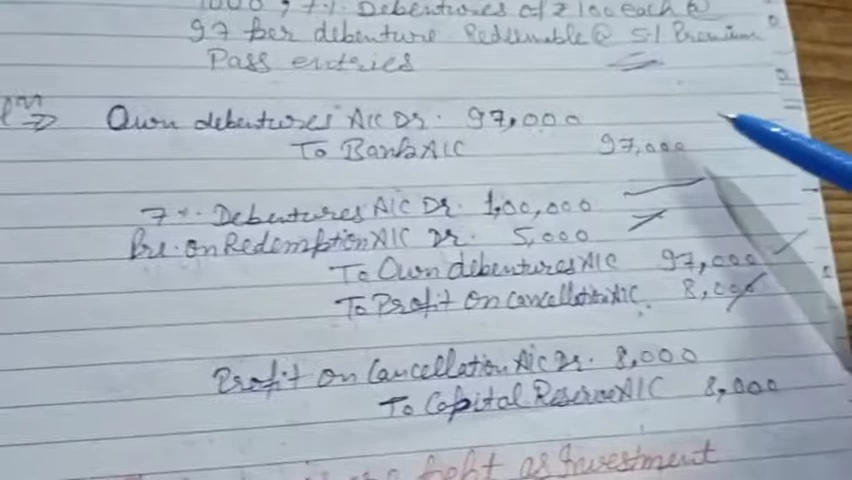 1000, 7%. Debentures of ₹100 each @
97 per debenture. Redeemable @ 5% Premium
Pass entries
Own debentures A/C Dr. 97,000
To Bank A/C 97,000
7%. Debentures A/C Dr. 1,00,000
Pre. on Redemption A/C Dr. 5,000
To Own debentures A/C 97,000
To Profit on Cancellation A/C. 8,000
Profit on Cancellation A/C Dr. 8,000
To Capital Reserve A/C 8,000
as Investment